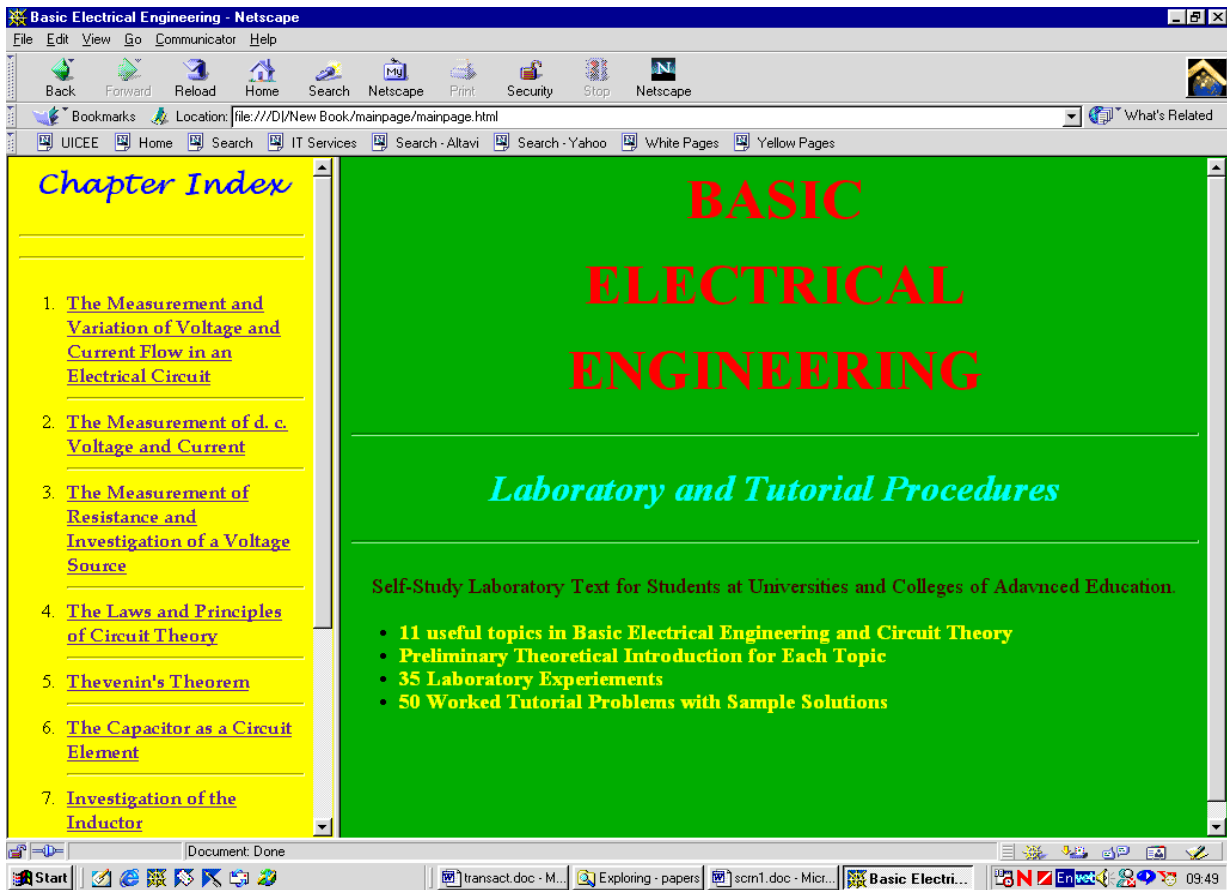 Basic Electrical Engineering - Netscape
File Edit View Go Communicator Help
Back Forward Reload Home Search Netscape Print Security Stop Netscape
Bookmarks Location: file:///D|/New Book/mainpage/mainpage.html What's Related
UICEE Home Search IT Services Search - Altavi Search - Yahoo White Pages Yellow Pages
Chapter Index
1. The Measurement and
Variation of Voltage and
Current Flow in an
Electrical Circuit
2. The Measurement of d. c.
Voltage and Current
3. The Measurement of
Resistance and
Investigation of a Voltage
Source
4. The Laws and Principles
of Circuit Theory
5. Thevenin's Theorem
6. The Capacitor as a Circuit
Element
7. Investigation of the
Inductor
BASIC
ELECTRICAL
ENGINEERING
Laboratory and Tutorial Procedures
Self-Study Laboratory Text for Students at Universities and Colleges of Adavnced Education.
• 11 useful topics in Basic Electrical Engineering and Circuit Theory
• Preliminary Theoretical Introduction for Each Topic
• 35 Laboratory Experiements
• 50 Worked Tutorial Problems with Sample Solutions
Document: Done
Start transact.doc - M... Exploring - papers scrn1.doc - Micr... Basic Electri... En 09:49